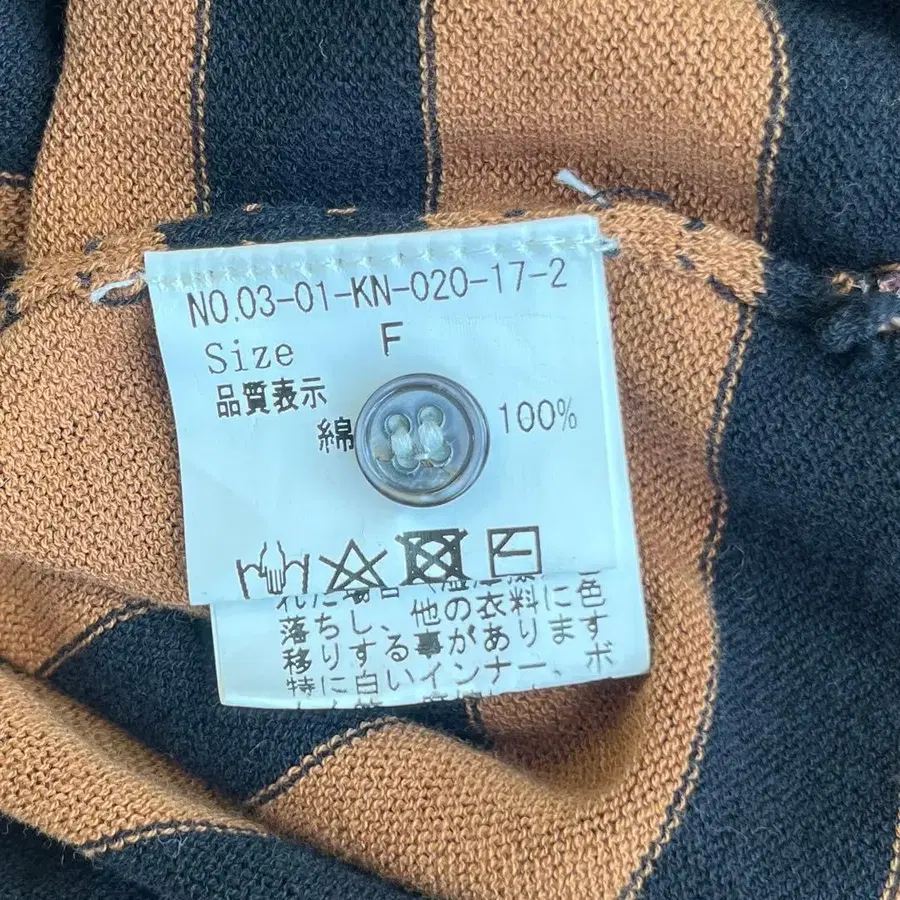 NO.03-01-KN-020-17-2
Size F
品質表示
綿 100%
落ちし、他の衣料に色
移りする事があります
特に白いインナー、ボ